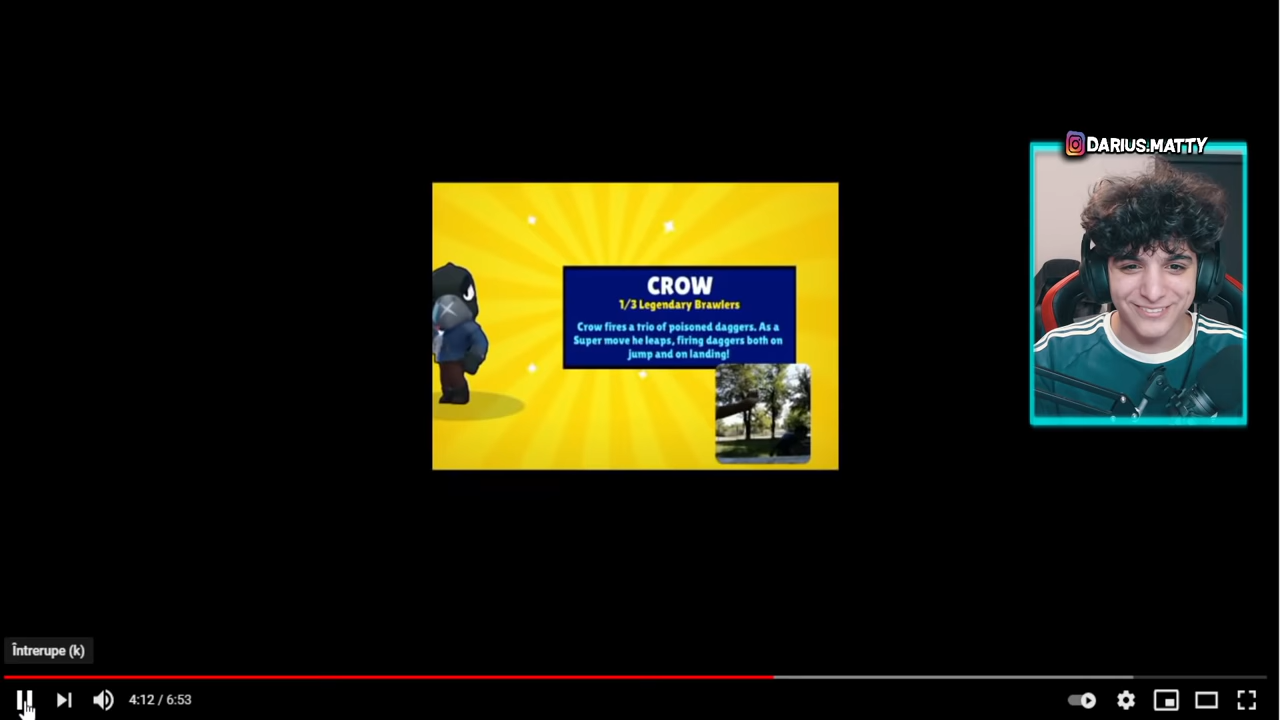 DARIUS.MATTY
CROW
1/3 Legendary Brawlers
Crow fires a trio of poisoned daggers. As a
Super move he leaps, firing daggers both on
jump and on landing!
Întrerupe (k)
4:12 / 6:53